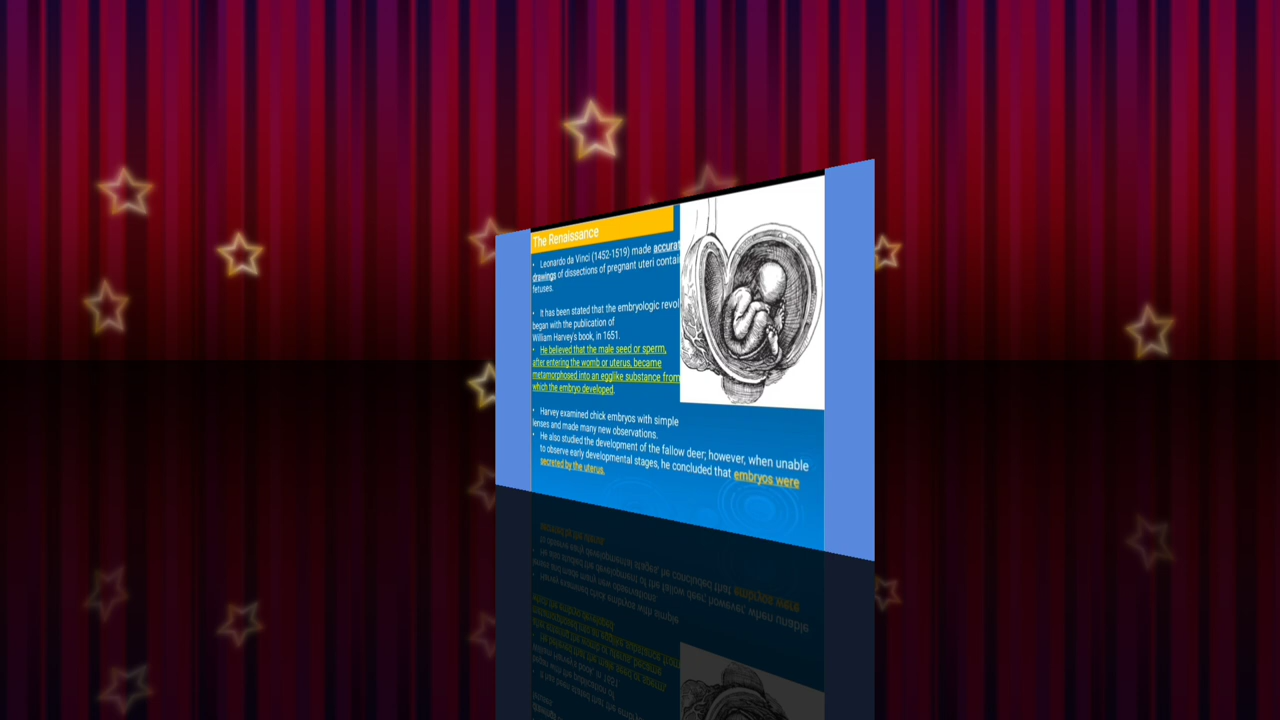 The Renaissance
• Leonardo da Vinci (1452-1519) made accurat
drawings of dissections of pregnant uteri contai
fetuses.
• It has been stated that the embryologic revol
began with the publication of
William Harvey's book, in 1651.
• He believed that the male seed or sperm,
after entering the womb or uterus, became
metamorphosed into an egglike substance from
which the embryo developed.
• Harvey examined chick embryos with simple
lenses and made many new observations.
• He also studied the development of the fallow deer; however, when unable
to observe early developmental stages, he concluded that embryos were
secreted by the uterus.